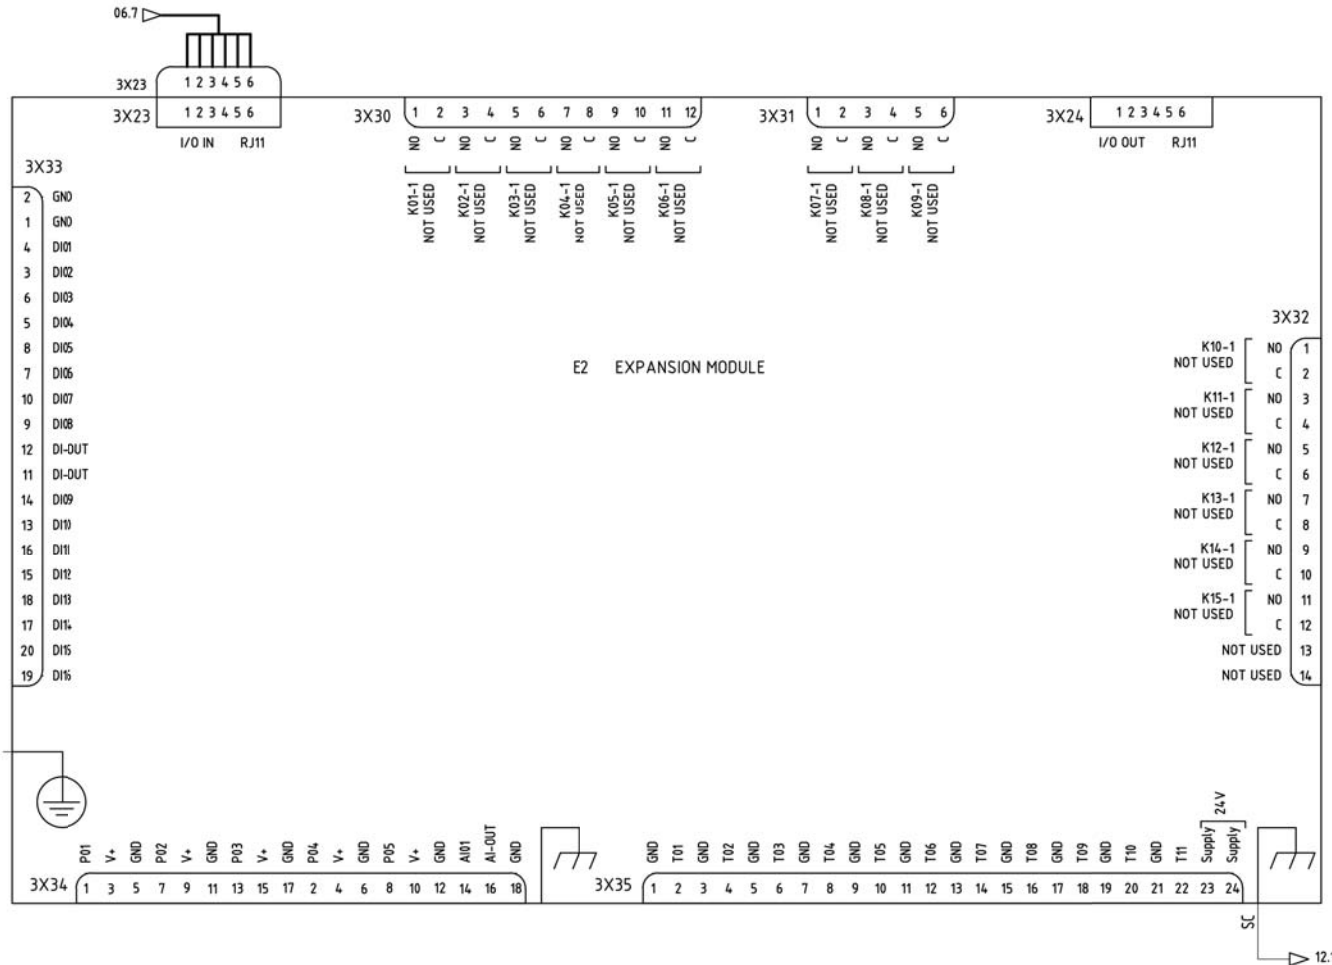 06.7
3X23 1 2 3 4 5 6
3X23 1 2 3 4 5 6
I/O IN RJ11
3X30 1 2 3 4 5 6 7 8 9 10 11 12
NO C NO C NO C NO C NO C NO C
K01-1 NOT USED
K02-1 NOT USED
K03-1 NOT USED
K04-1 NOT USED
K05-1 NOT USED
K06-1 NOT USED
3X31 1 2 3 4 5 6
NO C NO C NO C
K07-1 NOT USED
K08-1 NOT USED
K09-1 NOT USED
3X24 1 2 3 4 5 6
I/O OUT RJ11
3X33
2 GND
1 GND
4 DI01
3 DI02
6 DI03
5 DI04
8 DI05
7 DI06
10 DI07
9 DI08
12 DI-OUT
11 DI-OUT
14 DI09
13 DI10
16 DI11
15 DI12
18 DI13
17 DI14
20 DI15
19 DI16
E2 EXPANSION MODULE
3X32
K10-1 NO 1
NOT USED C 2
K11-1 NO 3
NOT USED C 4
K12-1 NO 5
NOT USED C 6
K13-1 NO 7
NOT USED C 8
K14-1 NO 9
NOT USED C 10
K15-1 NO 11
NOT USED C 12
NOT USED 13
NOT USED 14
P01 V+ GND P02 V+ GND P03 V+ GND P04 V+ GND P05 V+ GND AI01 AI-OUT GND
3X34 1 3 5 7 9 11 13 15 17 2 4 6 8 10 12 14 16 18
24V
GND T01 GND T02 GND T03 GND T04 GND T05 GND T06 GND T07 GND T08 GND T09 GND T10 GND T11 Supply Supply
3X35 1 2 3 4 5 6 7 8 9 10 11 12 13 14 15 16 17 18 19 20 21 22 23 24
SC